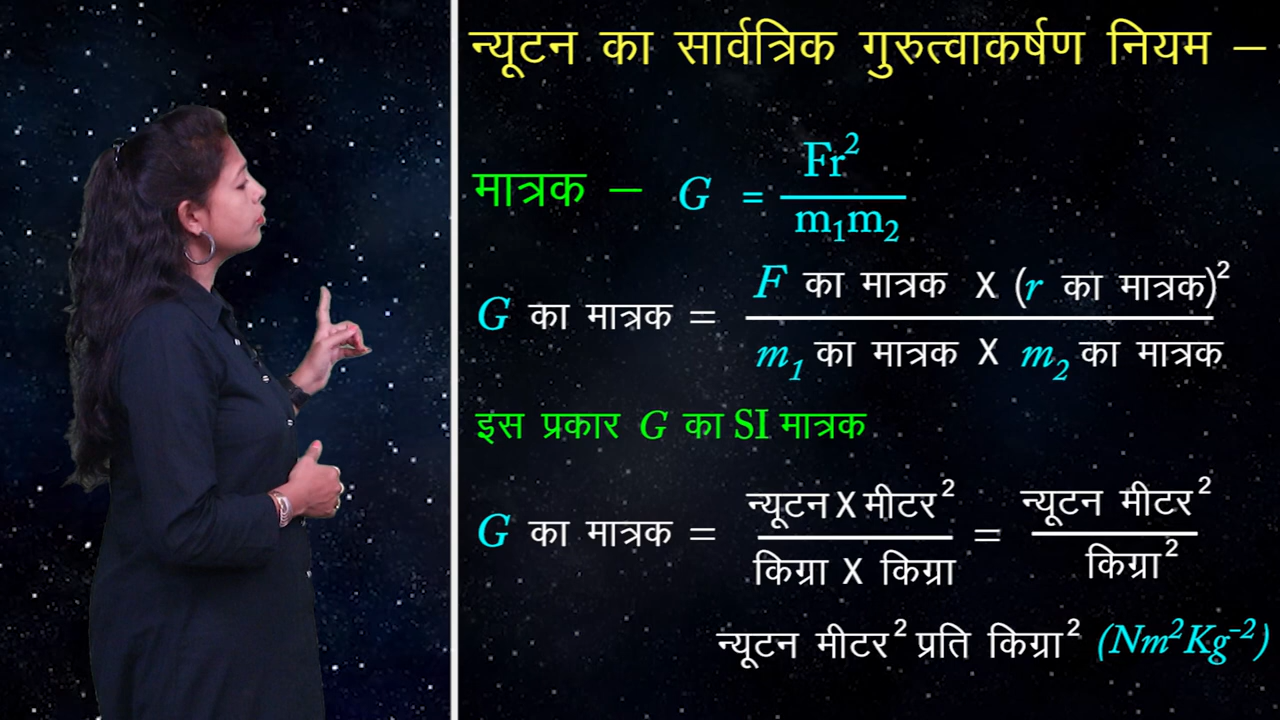 न्यूटन का सार्वत्रिक गुरुत्वाकर्षण नियम –
मात्रक – G = Fr² / m₁m₂
G का मात्रक = F का मात्रक X (r का मात्रक)² / m₁ का मात्रक X m₂ का मात्रक
इस प्रकार G का SI मात्रक
G का मात्रक = न्यूटन X मीटर² / किग्रा X किग्रा = न्यूटन मीटर² / किग्रा²
न्यूटन मीटर² प्रति किग्रा² (Nm²Kg⁻²)